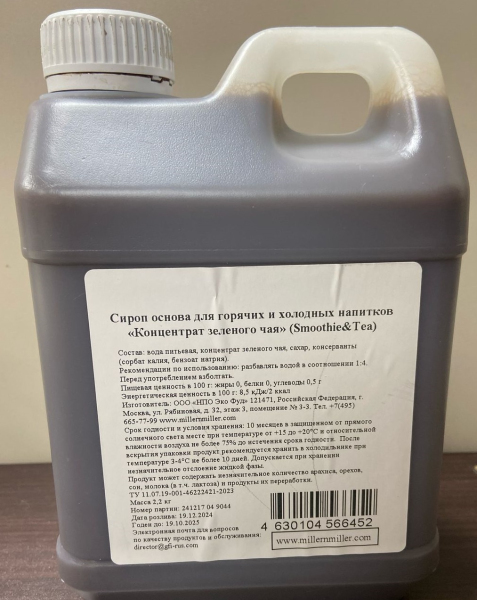 Сироп основа для горячих и холодных напитков
«Концентрат зеленого чая» (Smoothie&Tea)
Состав: вода питьевая, концентрат зеленого чая, сахар, консерванты
(сорбат калия, бензоат натрия).
Рекомендации по использованию: разбавлять водой в соотношении 1:4.
Перед употреблением взболтать.
Пищевая ценность в 100 г: жиры 0, белки 0, углеводы 0,5 г
Энергетическая ценность в 100 г: 8,5 кДж/2 ккал
Изготовитель: ООО «НПО Эко Фуд» 121471, Российская Федерация, г.
Москва, ул. Рябиновая, д. 32, этаж 3, помещение № 3-3. Тел. +7(495)
665-77-99 www.millernmiller.com
Срок годности и условия хранения: 10 месяцев в защищенном от прямого
солнечного света месте при температуре от +15 до +20°С и относительной
влажности воздуха не более 75% до истечения срока годности. После
вскрытия упаковки продукт рекомендуется хранить в холодильнике при
температуре 3-4°С не более 10 дней. Допускается при хранении
незначительное отслоение жидкой фазы.
Продукт может содержать незначительное количество арахиса, орехов,
сои, молока (в т.ч. лактоза) и продукты их переработки.
ТУ 11.07.19-001-46222421-2023
Масса 2,2 кг
Номер партии: 241217 04 9044
Дата розлива: 19.12.2024
Годен до:
19.10.2025
Электронная почта для вопросов
по качеству продуктов и обслуживания:
director@gfi-rus.com
4 630104 566452
www.millernmiller.com